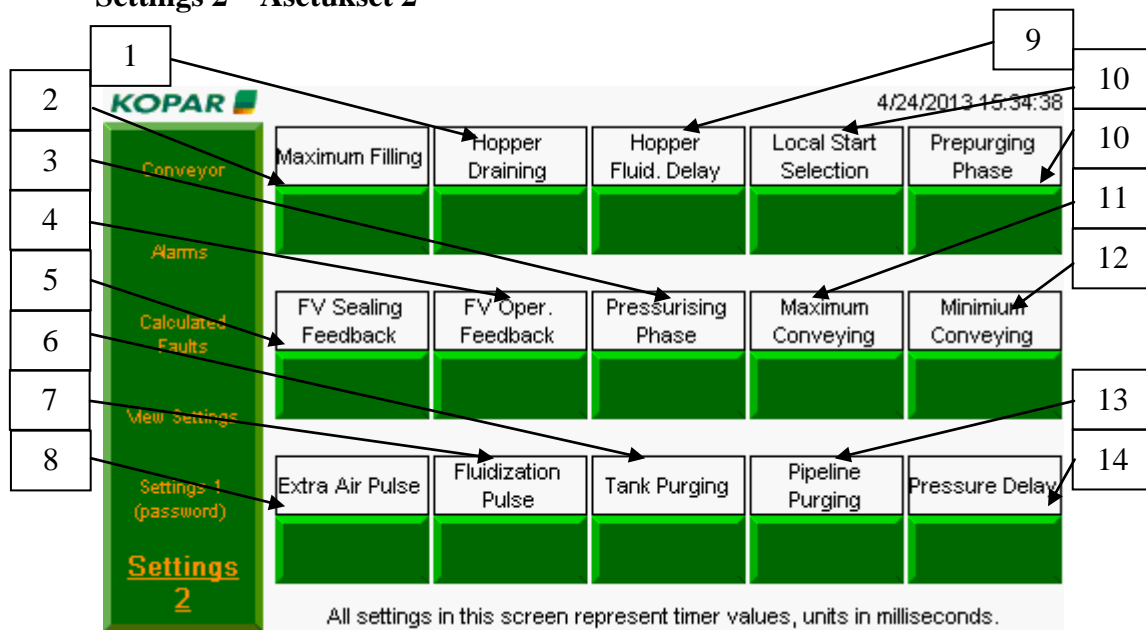 Settings 2 – Asetukset 2
1
9
2
10
3
10
4
11
5
12
6
7
13
8
14
KOPAR
4/24/2013 15:34:38
Conveyor
Alarms
Calculated
Faults
View Settings
Settings 1
(password)
Settings
2
Maximum Filling
Hopper
Draining
Hopper
Fluid. Delay
Local Start
Selection
Prepurging
Phase
FV Sealing
Feedback
FV Oper.
Feedback
Pressurising
Phase
Maximum
Conveying
Minimium
Conveying
Extra Air Pulse
Fluidization
Pulse
Tank Purging
Pipeline
Purging
Pressure Delay
All settings in this screen represent timer values, units in milliseconds.